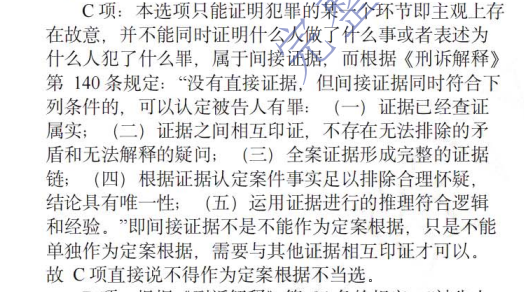 C 项：本选项只能证明犯罪的某一个环节即主观上存
在故意，并不能同时证明什么人做了什么事或者表述为
什么人犯了什么罪，属于间接证据，而根据《刑诉解释》
第 140 条规定：“没有直接证据，但间接证据同时符合下
列条件的，可以认定被告人有罪：（一）证据已经查证
属实；（二）证据之间相互印证，不存在无法排除的矛
盾和无法解释的疑问；（三）全案证据形成完整的证据
链；（四）根据证据认定案件事实足以排除合理怀疑，
结论具有唯一性；（五）运用证据进行的推理符合逻辑
和经验。”即间接证据不是不能作为定案根据，只是不能
单独作为定案根据，需要与其他证据相互印证才可以。
故 C 项直接说不得作为定案根据不当选。